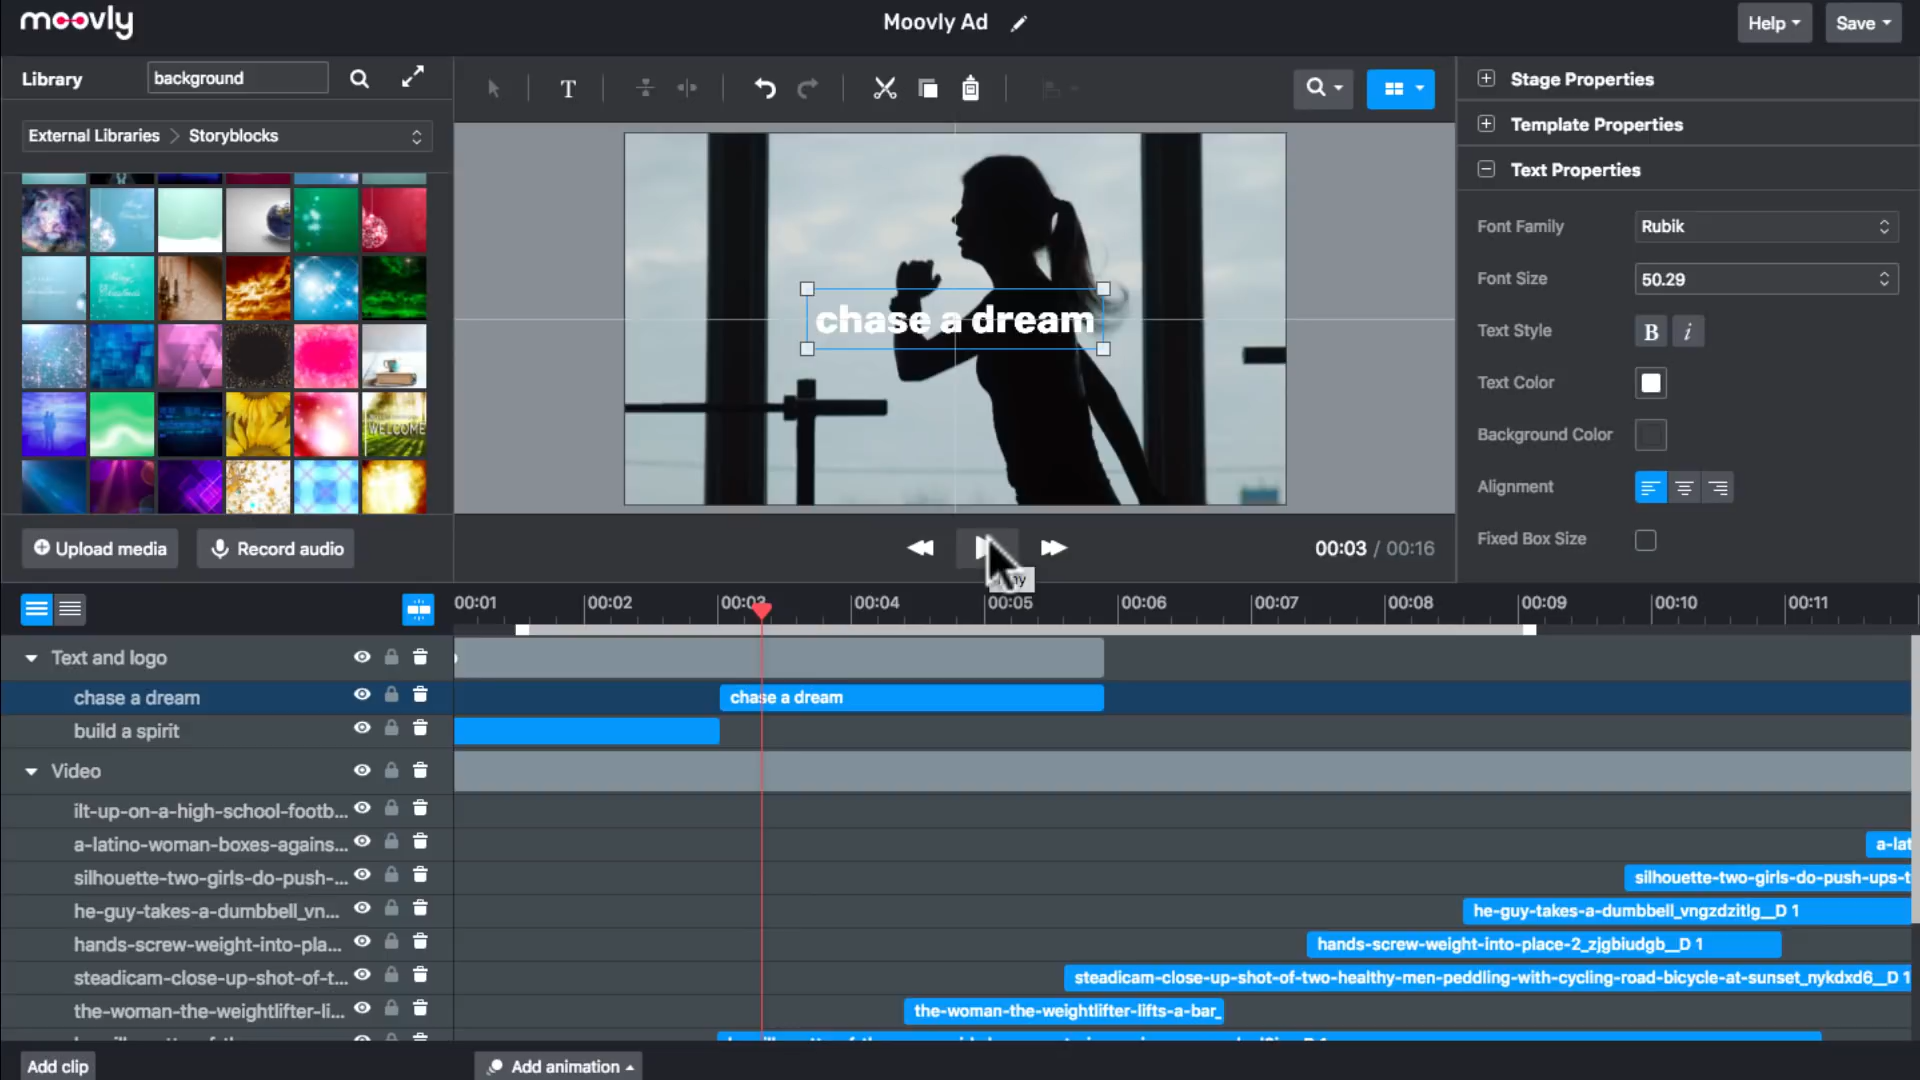 moovly
Moovly Ad
Help
Save
Library
background
External Libraries
Storyblocks
T
Stage Properties
Template Properties
Text Properties
Font Family
Rubik
Font Size
50.29
Text Style
B
i
Text Color
Background Color
Alignment
Fixed Box Size
chase a dream
WELCOME
Upload media
Record audio
00:03 / 00:16
00:01
00:02
00:03
00:04
00:05
00:06
00:07
00:08
00:09
00:10
00:11
Text and logo
chase a dream
chase a dream
build a spirit
Video
ilt-up-on-a-high-school-footb...
a-latino-woman-boxes-agains...
a-lat
silhouette-two-girls-do-push-...
silhouette-two-girls-do-push-ups-t
he-guy-takes-a-dumbbell_vn...
he-guy-takes-a-dumbbell_vngzdzitlg__D 1
hands-screw-weight-into-pla...
hands-screw-weight-into-place-2_zjgbiudgb__D 1
steadicam-close-up-shot-of-t...
steadicam-close-up-shot-of-two-healthy-men-peddling-with-cycling-road-bicycle-at-sunset_nykdxd6__D 1
the-woman-the-weightlifter-li...
the-woman-the-weightlifter-lifts-a-bar_
Add clip
Add animation